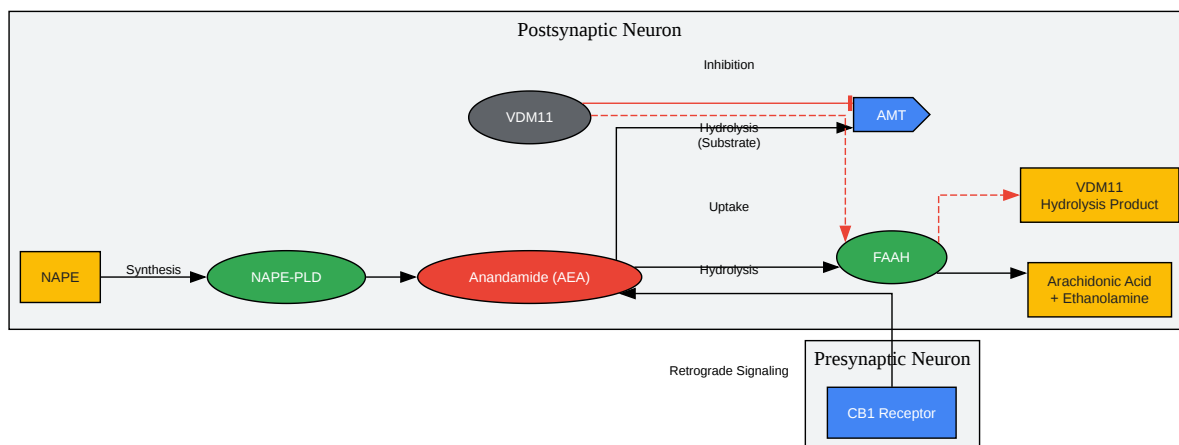 Postsynaptic Neuron
Inhibition
VDM11
AMT
Hydrolysis
(Substrate)
VDM11
Hydrolysis Product
Uptake
NAPE
Synthesis
NAPE-PLD
Anandamide (AEA)
Hydrolysis
FAAH
Arachidonic Acid
+ Ethanolamine
Presynaptic Neuron
Retrograde Signaling
CB1 Receptor